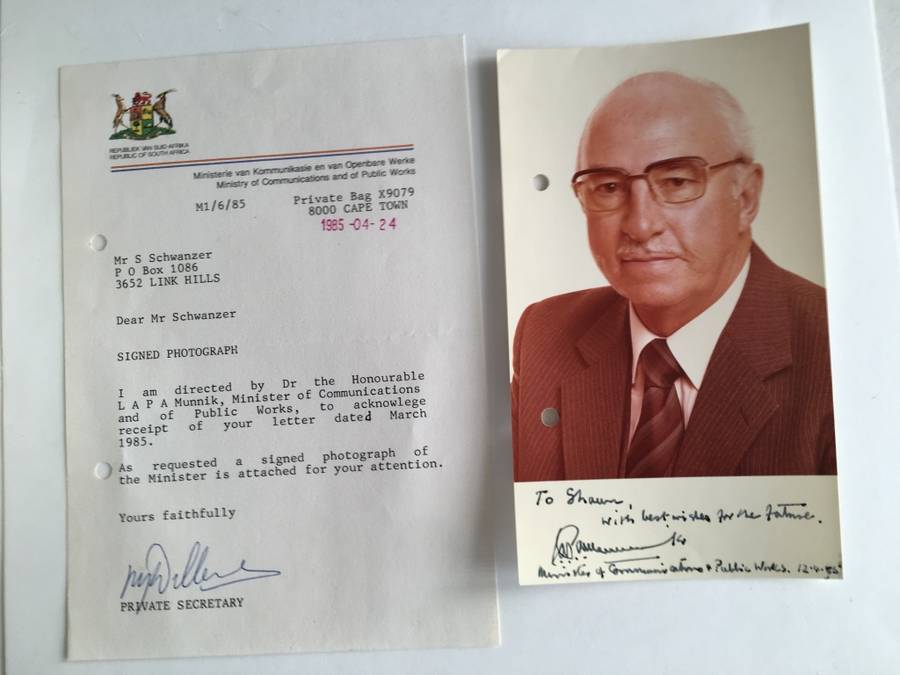 REPUBLIEK VAN SUID-AFRIKA
REPUBLIC OF SOUTH AFRICA
Ministerie van Kommunikasie en van Openbare Werke
Ministry of Communications and of Public Works
M1/6/85
Private Bag X9079
8000 CAPE TOWN
1985 -04- 24
Mr S Schwanzer
P O Box 1086
3652 LINK HILLS
Dear Mr Schwanzer
SIGNED PHOTOGRAPH
I am directed by Dr the Honourable
L A P A Munnik, Minister of Communications
and of Public Works, to acknowlege
receipt of your letter dated March
1985.
As requested a signed photograph of
the Minister is attached for your attention.
Yours faithfully
PRIVATE SECRETARY
To Shaun,
with best wishes for the future.
Minister of Communications + Public Works.